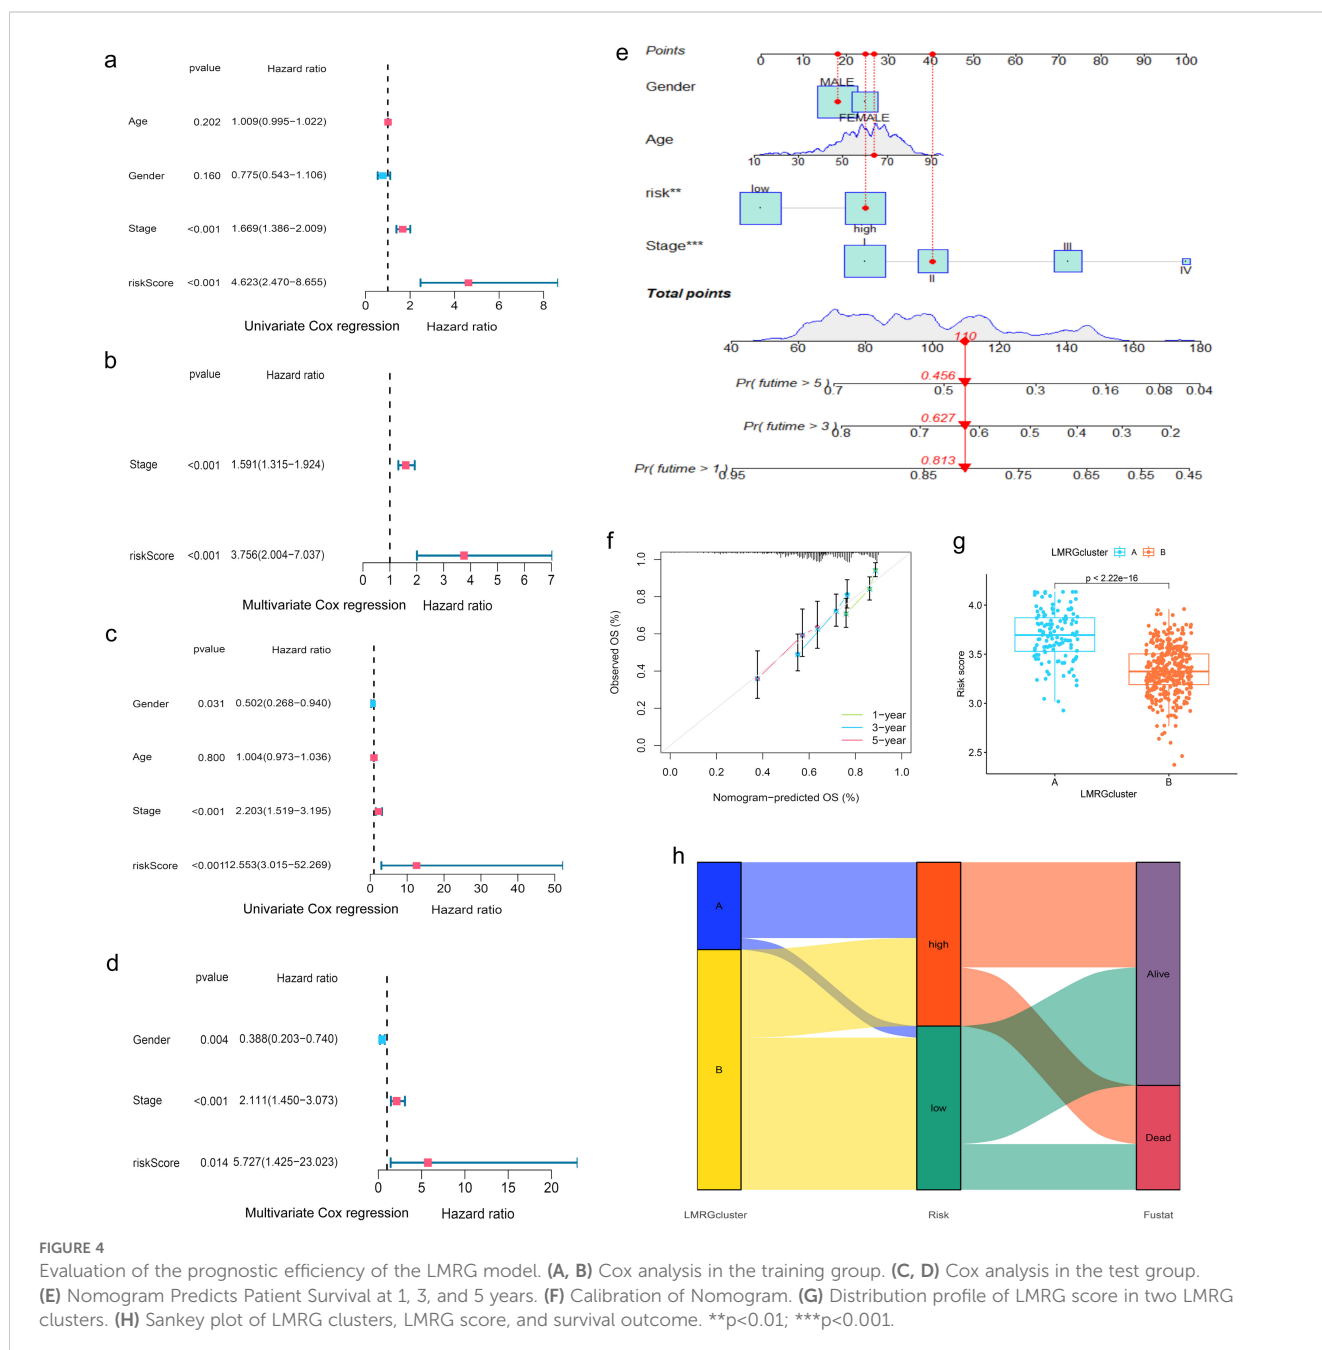 a
pvalue Hazard ratio
Age 0.202 1.009(0.995−1.022)
Gender 0.160 0.775(0.543−1.106)
Stage <0.001 1.669(1.386−2.009)
riskScore <0.001 4.623(2.470−8.655)
0 2 4 6 8
Univariate Cox regression Hazard ratio
b
pvalue Hazard ratio
Stage <0.001 1.591(1.315−1.924)
riskScore <0.001 3.756(2.004−7.037)
0 1 2 3 4 5 6 7
Multivariate Cox regression Hazard ratio
c
pvalue Hazard ratio
Gender 0.031 0.502(0.268−0.940)
Age 0.800 1.004(0.973−1.036)
Stage <0.001 2.203(1.519−3.195)
riskScore <0.001 12.553(3.015−52.269)
0 10 20 30 40 50
Univariate Cox regression Hazard ratio
d
pvalue Hazard ratio
Gender 0.004 0.388(0.203−0.740)
Stage <0.001 2.111(1.450−3.073)
riskScore 0.014 5.727(1.425−23.023)
0 5 10 15 20
Multivariate Cox regression Hazard ratio
e
Points
0 10 20 30 40 50 60 70 80 90 100
Gender
MALE
FEMALE
Age
10 30 50 70 90
risk**
low
high
Stage***
I
II
III
IV
Total points
110
40 60 80 100 120 140 160 180
0.456
Pr( futime > 5 )
0.7 0.5 0.3 0.16 0.08 0.04
0.627
Pr( futime > 3 )
0.8 0.7 0.6 0.5 0.4 0.3 0.2
0.813
Pr( futime > 1 )
0.95 0.85 0.75 0.65 0.55 0.45
f
Observed OS (%)
1.0
0.8
0.6
0.4
0.2
0.0
1−year
3−year
5−year
0.0 0.2 0.4 0.6 0.8 1.0
Nomogram−predicted OS (%)
g
LMRGcluster A B
p < 2.22e−16
Risk score
4.0
3.5
3.0
2.5
A B
LMRGcluster
h
A
B
high
low
Alive
Dead
LMRGcluster Risk Fustat
FIGURE 4
Evaluation of the prognostic efficiency of the LMRG model. (A, B) Cox analysis in the training group. (C, D) Cox analysis in the test group.
(E) Nomogram Predicts Patient Survival at 1, 3, and 5 years. (F) Calibration of Nomogram. (G) Distribution profile of LMRG score in two LMRG
clusters. (H) Sankey plot of LMRG clusters, LMRG score, and survival outcome. **p<0.01; ***p<0.001.